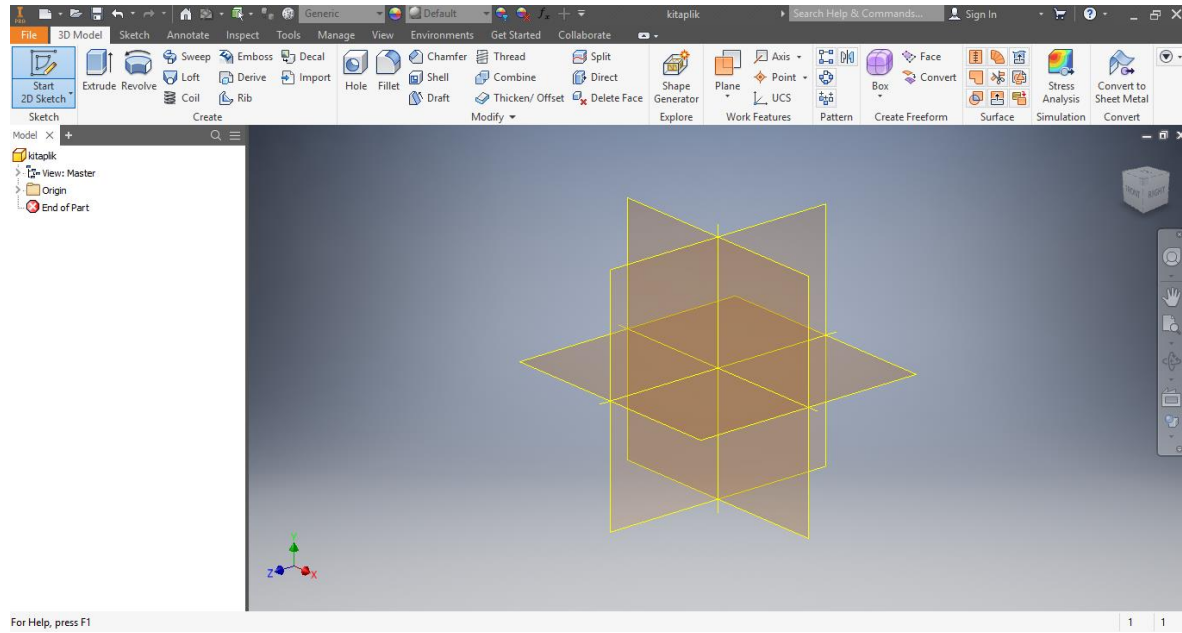 PRO Generic Default kitaplik Search Help & Commands... Sign In
File 3D Model Sketch Annotate Inspect Tools Manage View Environments Get Started Collaborate
Start 2D Sketch
Extrude Revolve
Sweep Emboss Decal
Loft Derive Import
Coil Rib
Hole Fillet
Chamfer Thread Split
Shell Combine Direct
Draft Thicken/ Offset Delete Face
Shape Generator
Plane
Axis
Point
UCS
Box
Face
Convert
Stress Analysis
Convert to Sheet Metal
Sketch Create Modify Explore Work Features Pattern Create Freeform Surface Simulation Convert
Model
kitaplik
View: Master
Origin
End of Part
FRONT RIGHT
Y
Z X
For Help, press F1 1 1